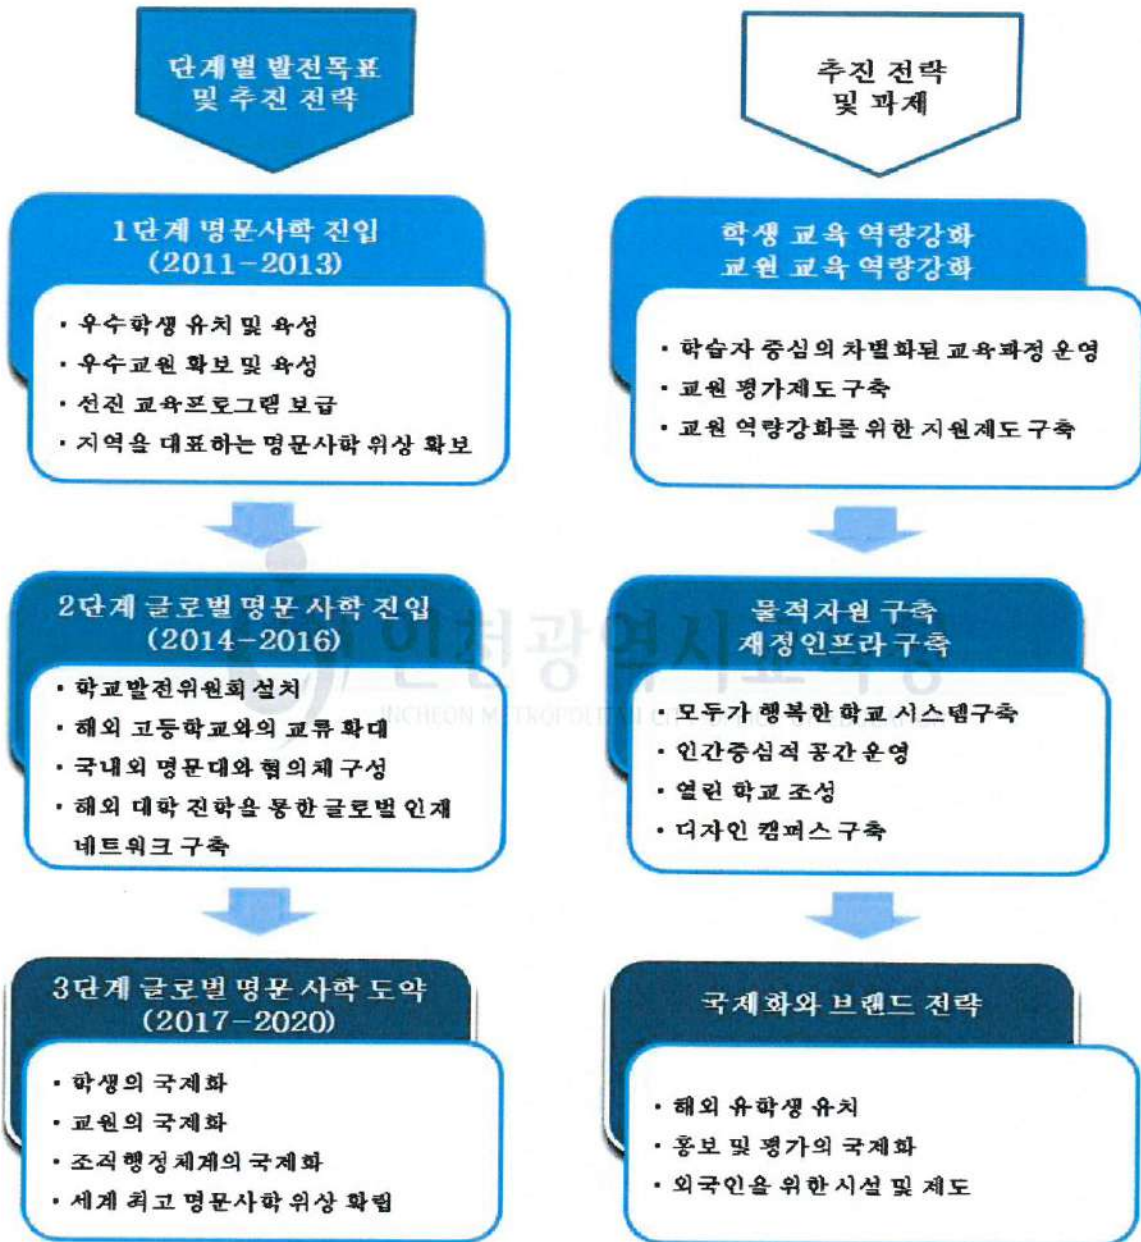 단계별 발전목표
및 추진 전략
1단계 명문사학 진입
(2011-2013)
· 우수학생 유치 및 육성
· 우수교원 확보 및 육성
· 선진 교육프로그램 보급
· 지역을 대표하는 명문사학 위상 확보
2단계 글로벌 명문 사학 진입
(2014-2016)
· 학교발전위원회 설치
· 해외 고등학교와의 교류 확대
· 국내외 명문대와 협의체 구성
· 해외 대학 진학을 통한 글로벌 인재
네트워크 구축
3단계 글로벌 명문 사학 도약
(2017-2020)
· 학생의 국제화
· 교원의 국제화
· 조직행정체계의 국제화
· 세계 최고 명문사학 위상 확립
추진 전략
및 과제
학생 교육 역량강화
교원 교육 역량강화
· 학습자 중심의 차별화된 교육과정 운영
· 교원 평가제도 구축
· 교원 역량강화를 위한 지원제도 구축
물적자원 구축
재정인프라 구축
· 모두가 행복한 학교 시스템구축
· 인간중심적 공간 운영
· 열린 학교 조성
· 디자인 캠퍼스 구축
국제화와 브랜드 전략
· 해외 유학생 유치
· 홍보 및 평가의 국제화
· 외국인을 위한 시설 및 제도
인천광역시교육청
INCHEON METROPOLITAN CITY